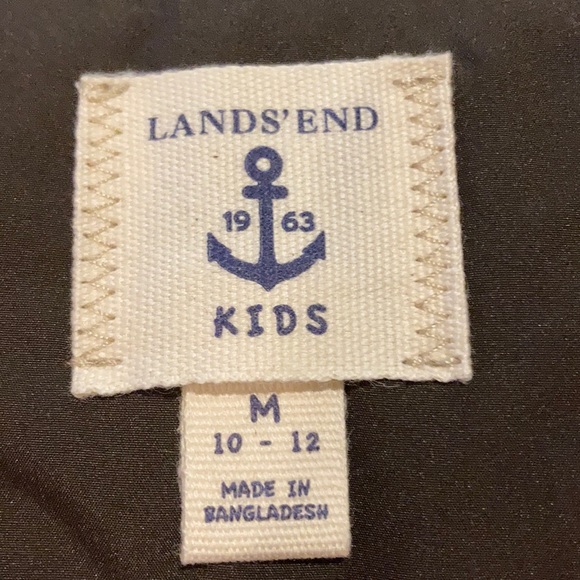 LANDS' END
19 63
KIDS
M
10 - 12
MADE IN
BANGLADESH